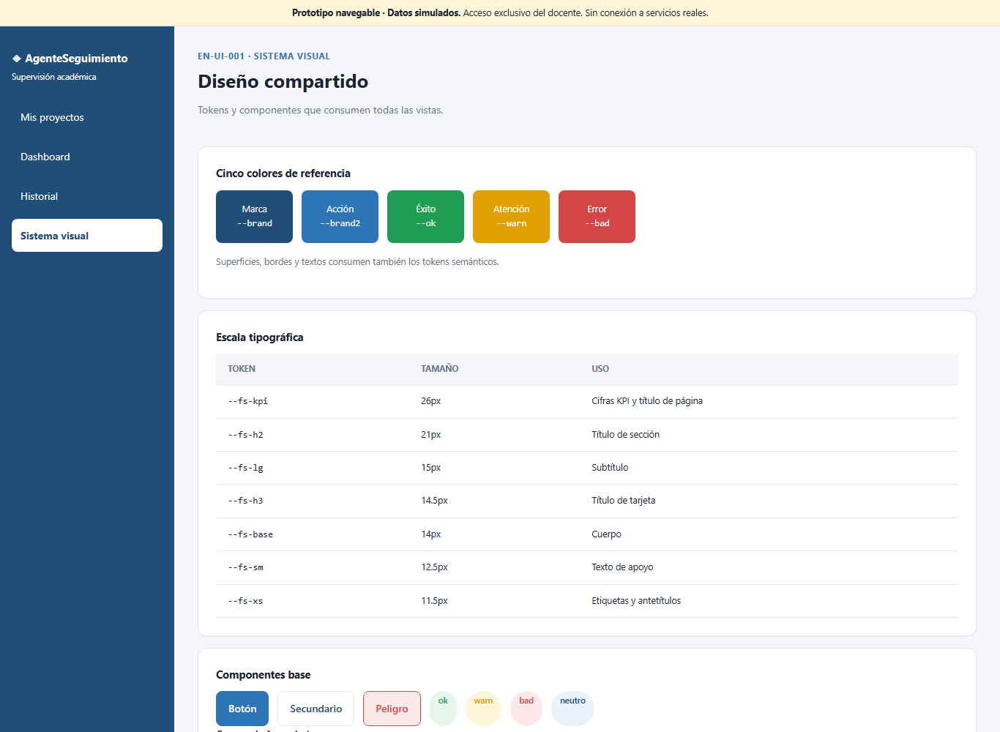 Prototipo navegable · Datos simulados. Acceso exclusivo del docente. Sin conexión a servicios reales.
◈ AgenteSeguimiento
Supervisión académica
Mis proyectos
Dashboard
Historial
Sistema visual
EN-UI-001 · SISTEMA VISUAL
Diseño compartido
Tokens y componentes que consumen todas las vistas.
Cinco colores de referencia
Marca
--brand
Acción
--brand2
Éxito
--ok
Atención
--warn
Error
--bad
Superficies, bordes y textos consumen también los tokens semánticos.
Escala tipográfica
TOKEN TAMAÑO USO
--fs-kpi 26px Cifras KPI y título de página
--fs-h2 21px Título de sección
--fs-lg 15px Subtítulo
--fs-h3 14.5px Título de tarjeta
--fs-base 14px Cuerpo
--fs-sm 12.5px Texto de apoyo
--fs-xs 11.5px Etiquetas y antetítulos
Componentes base
Botón Secundario Peligro ok warn bad neutro